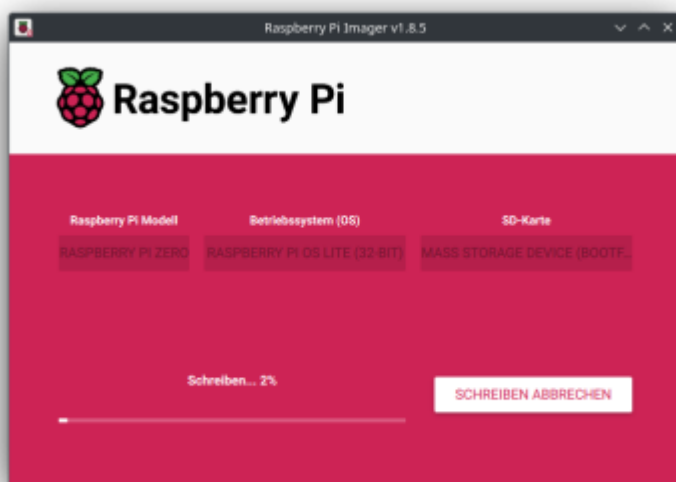 Raspberry Pi Imager v1.8.5
Raspberry Pi
Raspberry Pi Modell
Betriebssystem (OS)
SD-Karte
RASPBERRY PI ZERO
RASPBERRY PI OS LITE (32-BIT)
MASS STORAGE DEVICE (BOOTF...
Schreiben... 2%
SCHREIBEN ABBRECHEN